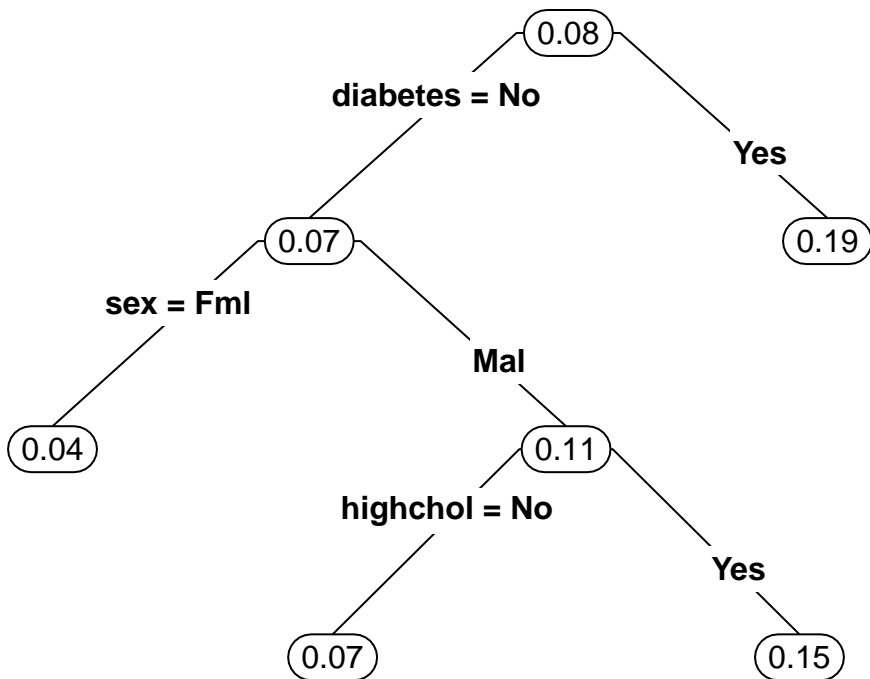 0.08
diabetes = No
Yes
0.07
0.19
sex = Fml
Mal
0.04
0.11
highchol = No
Yes
0.07
0.15